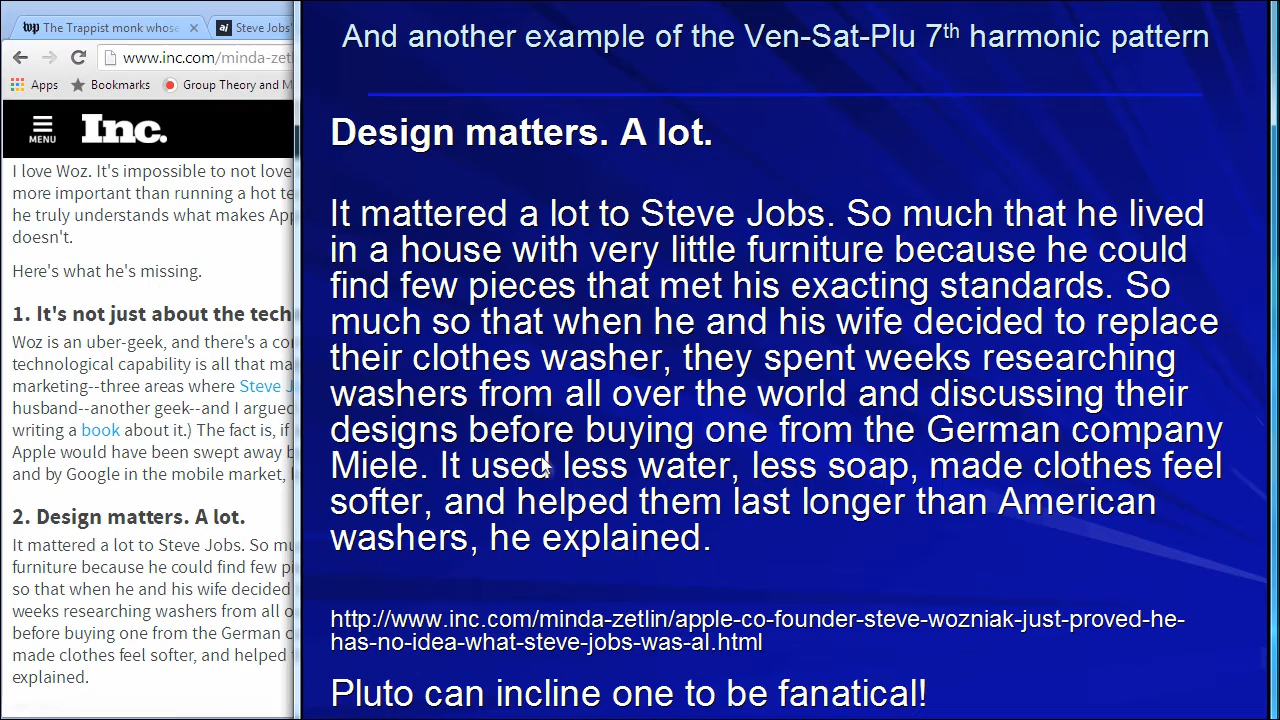 The Trappist monk whose
Steve Jobs'
www.inc.com/minda-zetl
Apps Bookmarks Group Theory and M
MENU Inc.
I love Woz. It's impossible to not love
more important than running a hot te
he truly understands what makes App
doesn't.
Here's what he's missing.
1. It's not just about the tech
Woz is an uber-geek, and there's a co
technological capability is all that ma
marketing--three areas where Steve J
husband--another geek--and I argued
writing a book about it.) The fact is, if
Apple would have been swept away b
and by Google in the mobile market,
2. Design matters. A lot.
It mattered a lot to Steve Jobs. So mu
furniture because he could find few pi
so that when he and his wife decided
weeks researching washers from all o
before buying one from the German c
made clothes feel softer, and helped
explained.
And another example of the Ven-Sat-Plu 7th harmonic pattern
Design matters. A lot.
It mattered a lot to Steve Jobs. So much that he lived
in a house with very little furniture because he could
find few pieces that met his exacting standards. So
much so that when he and his wife decided to replace
their clothes washer, they spent weeks researching
washers from all over the world and discussing their
designs before buying one from the German company
Miele. It used less water, less soap, made clothes feel
softer, and helped them last longer than American
washers, he explained.
http://www.inc.com/minda-zetlin/apple-co-founder-steve-wozniak-just-proved-he-
has-no-idea-what-steve-jobs-was-al.html
Pluto can incline one to be fanatical!